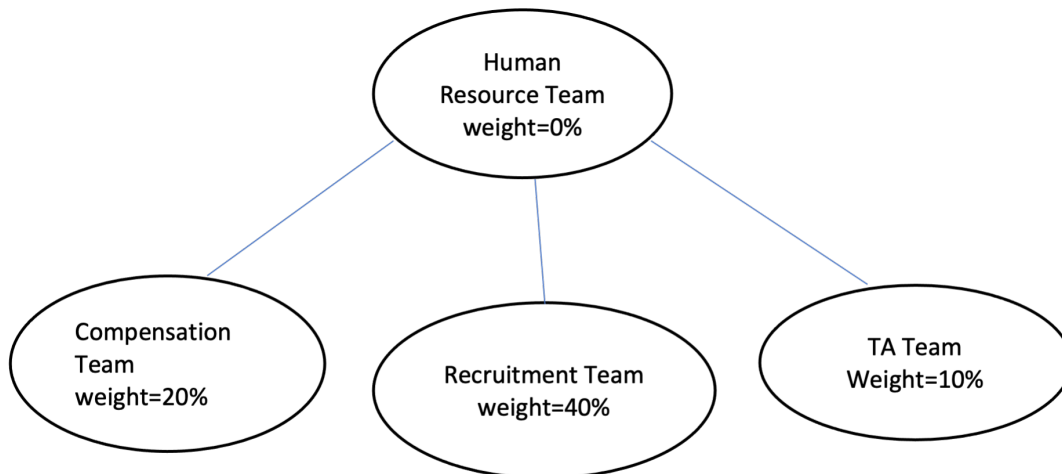 Human
Resource Team
weight=0%
Compensation
Team
weight=20%
Recruitment Team
weight=40%
TA Team
Weight=10%